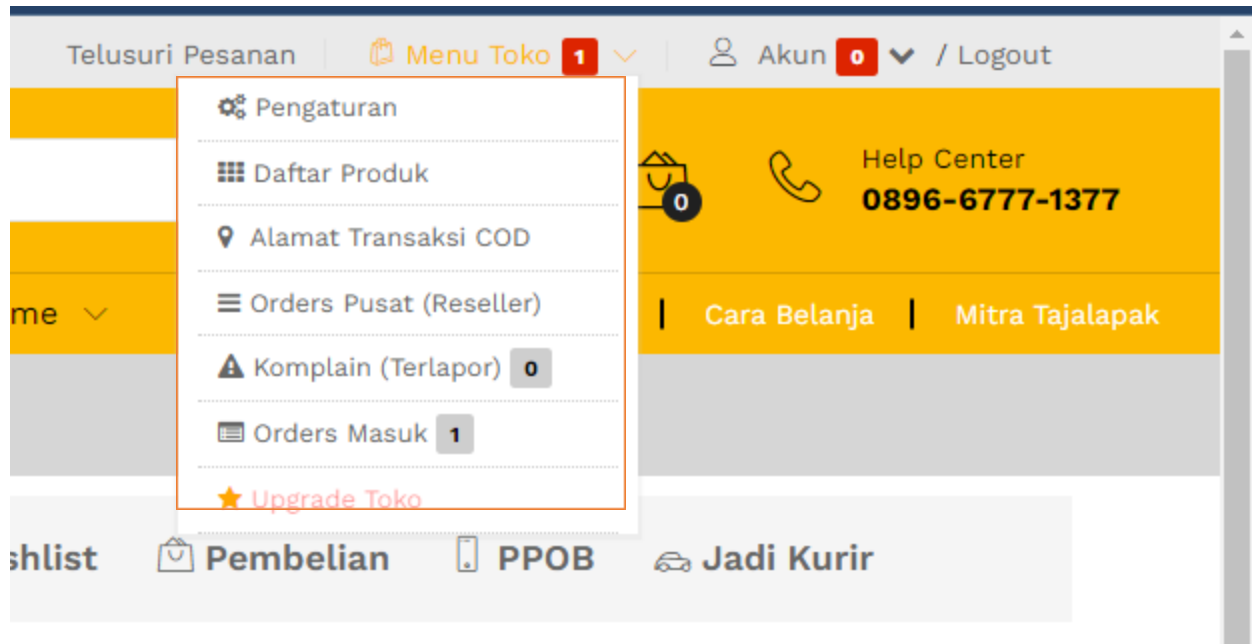 Telusuri Pesanan Menu Toko 1 Akun 0 / Logout
Pengaturan
Daftar Produk
Alamat Transaksi COD
Orders Pusat (Reseller)
Komplain (Terlapor) 0
Orders Masuk 1
Upgrade Toko
0
Help Center
0896-6777-1377
me Cara Belanja Mitra Tajalapak
shlist Pembelian PPOB Jadi Kurir